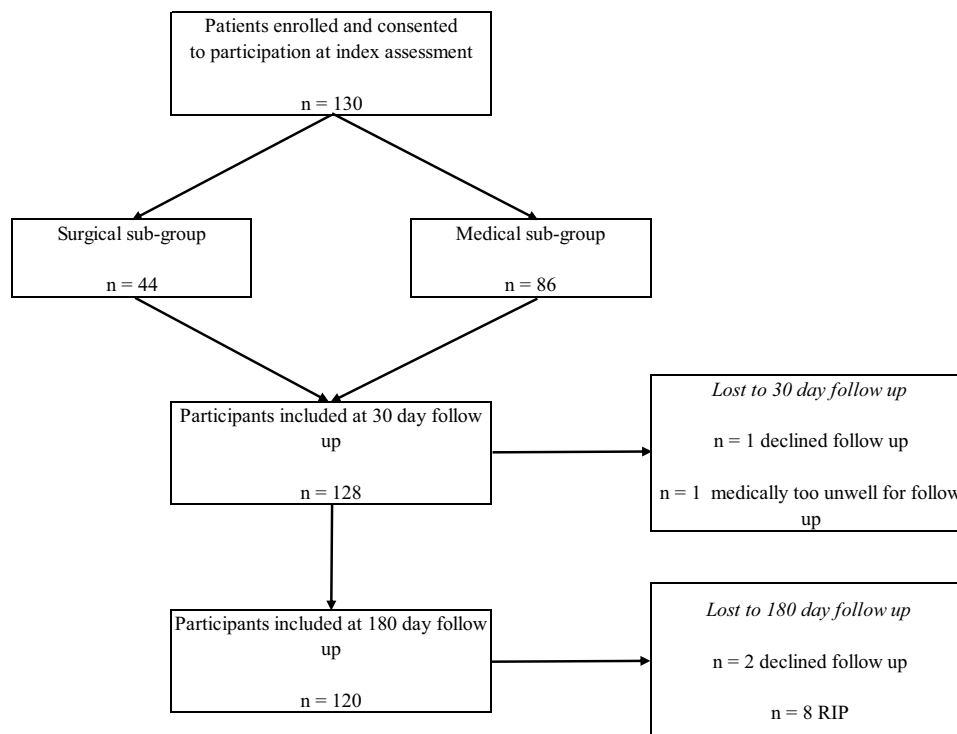 Patients enrolled and consented
to participation at index assessment
n = 130
Surgical sub-group
n = 44
Medical sub-group
n = 86
Participants included at 30 day follow
up
n = 128
Lost to 30 day follow up
n = 1 declined follow up
n = 1 medically too unwell for follow
up
Participants included at 180 day follow
up
n = 120
Lost to 180 day follow up
n = 2 declined follow up
n = 8 RIP